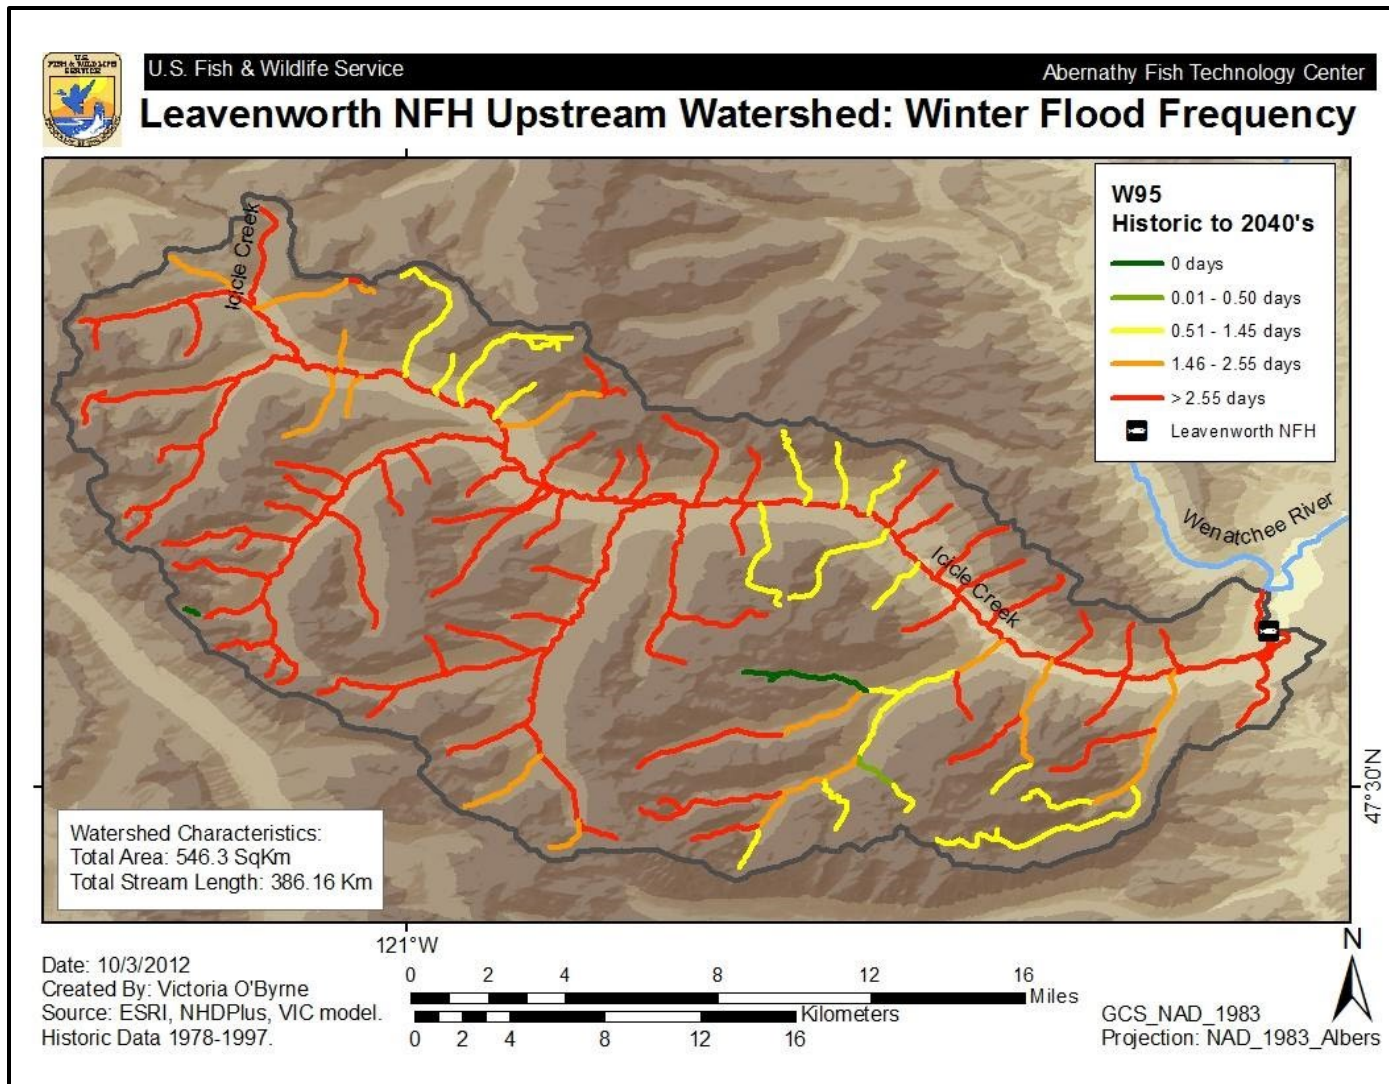 U.S.
FISH & WILDLIFE
SERVICE
U.S. Fish & Wildlife Service
Abernathy Fish Technology Center
Leavenworth NFH Upstream Watershed: Winter Flood Frequency
W95
Historic to 2040's
0 days
0.01 - 0.50 days
0.51 - 1.45 days
1.46 - 2.55 days
> 2.55 days
Leavenworth NFH
Icicle Creek
Wenatchee River
Icicle Creek
47°30'N
Watershed Characteristics:
Total Area: 546.3 SqKm
Total Stream Length: 386.16 Km
121°W
Date: 10/3/2012
Created By: Victoria O'Byrne
Source: ESRI, NHDPlus, VIC model.
Historic Data 1978-1997.
0 2 4 8 12 16
Miles
Kilometers
0 2 4 8 12 16
N
GCS_NAD_1983
Projection: NAD_1983_Albers